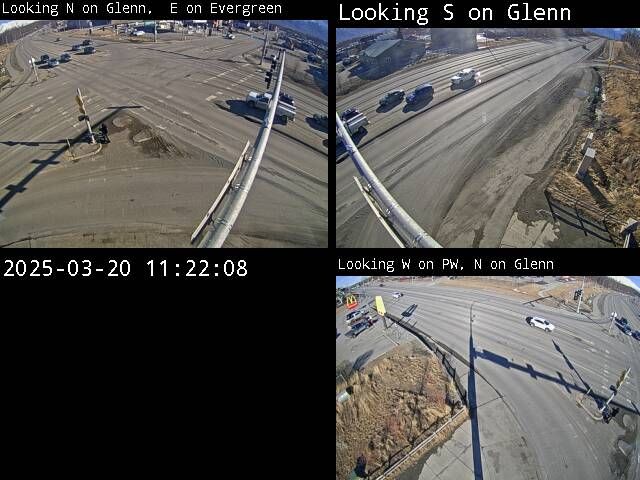 Looking N on Glenn,  E on Evergreen
Looking S on Glenn
2025-03-20 11:22:08
Looking W on PW, N on Glenn